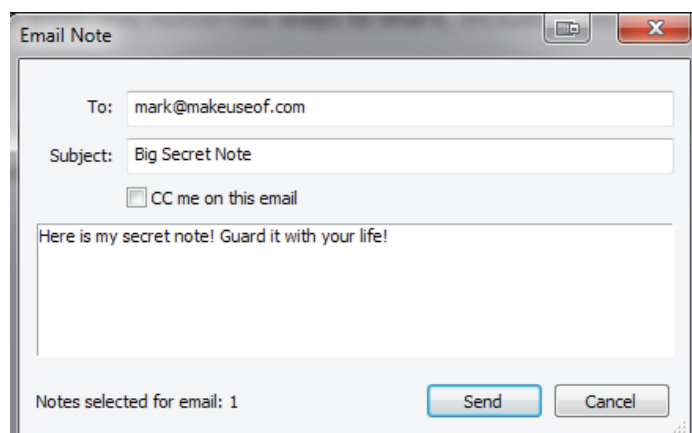 Email Note
To: mark@makeuseof.com
Subject: Big Secret Note
CC me on this email
Here is my secret note! Guard it with your life!
Notes selected for email: 1 Send Cancel